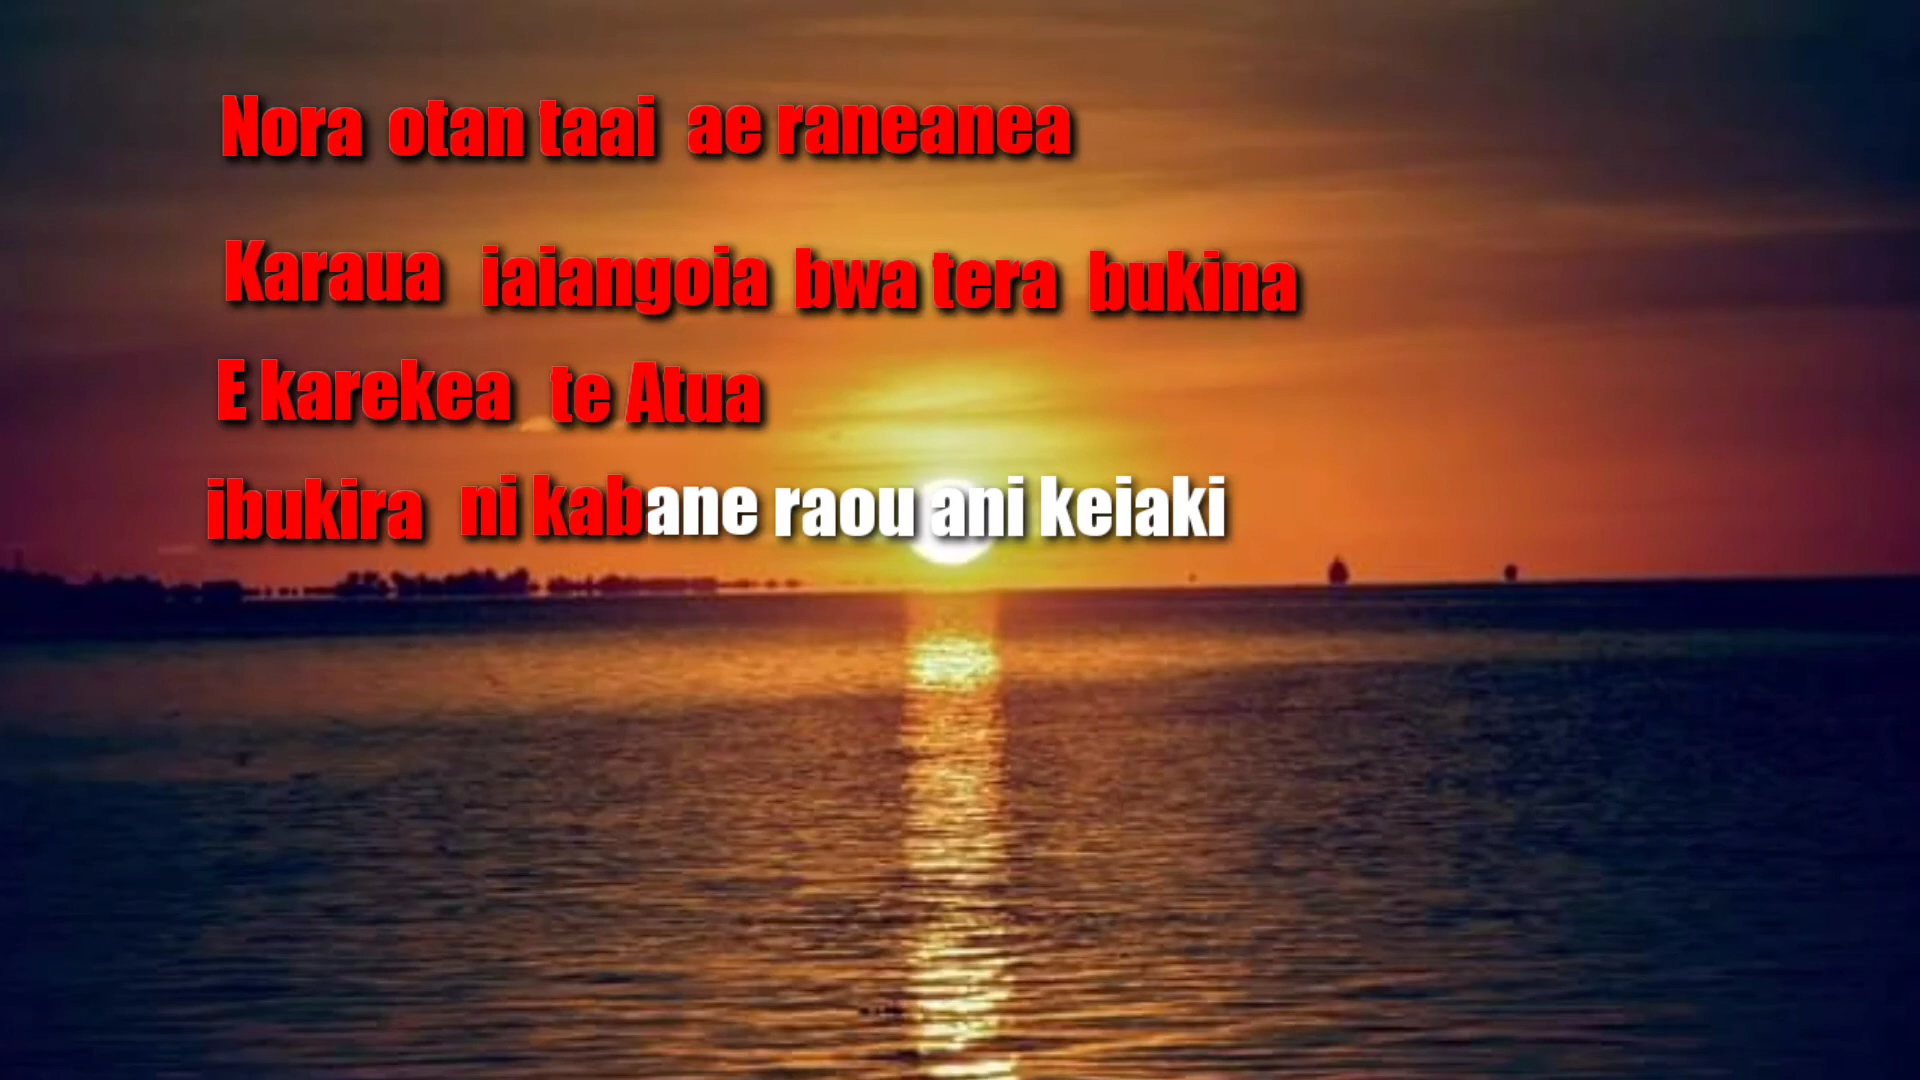 Nora otan taai ae raneanea
Karaua iaiangoia bwa tera bukina
E karekea te Atua
ibukira ni kabane raou ani keiaki